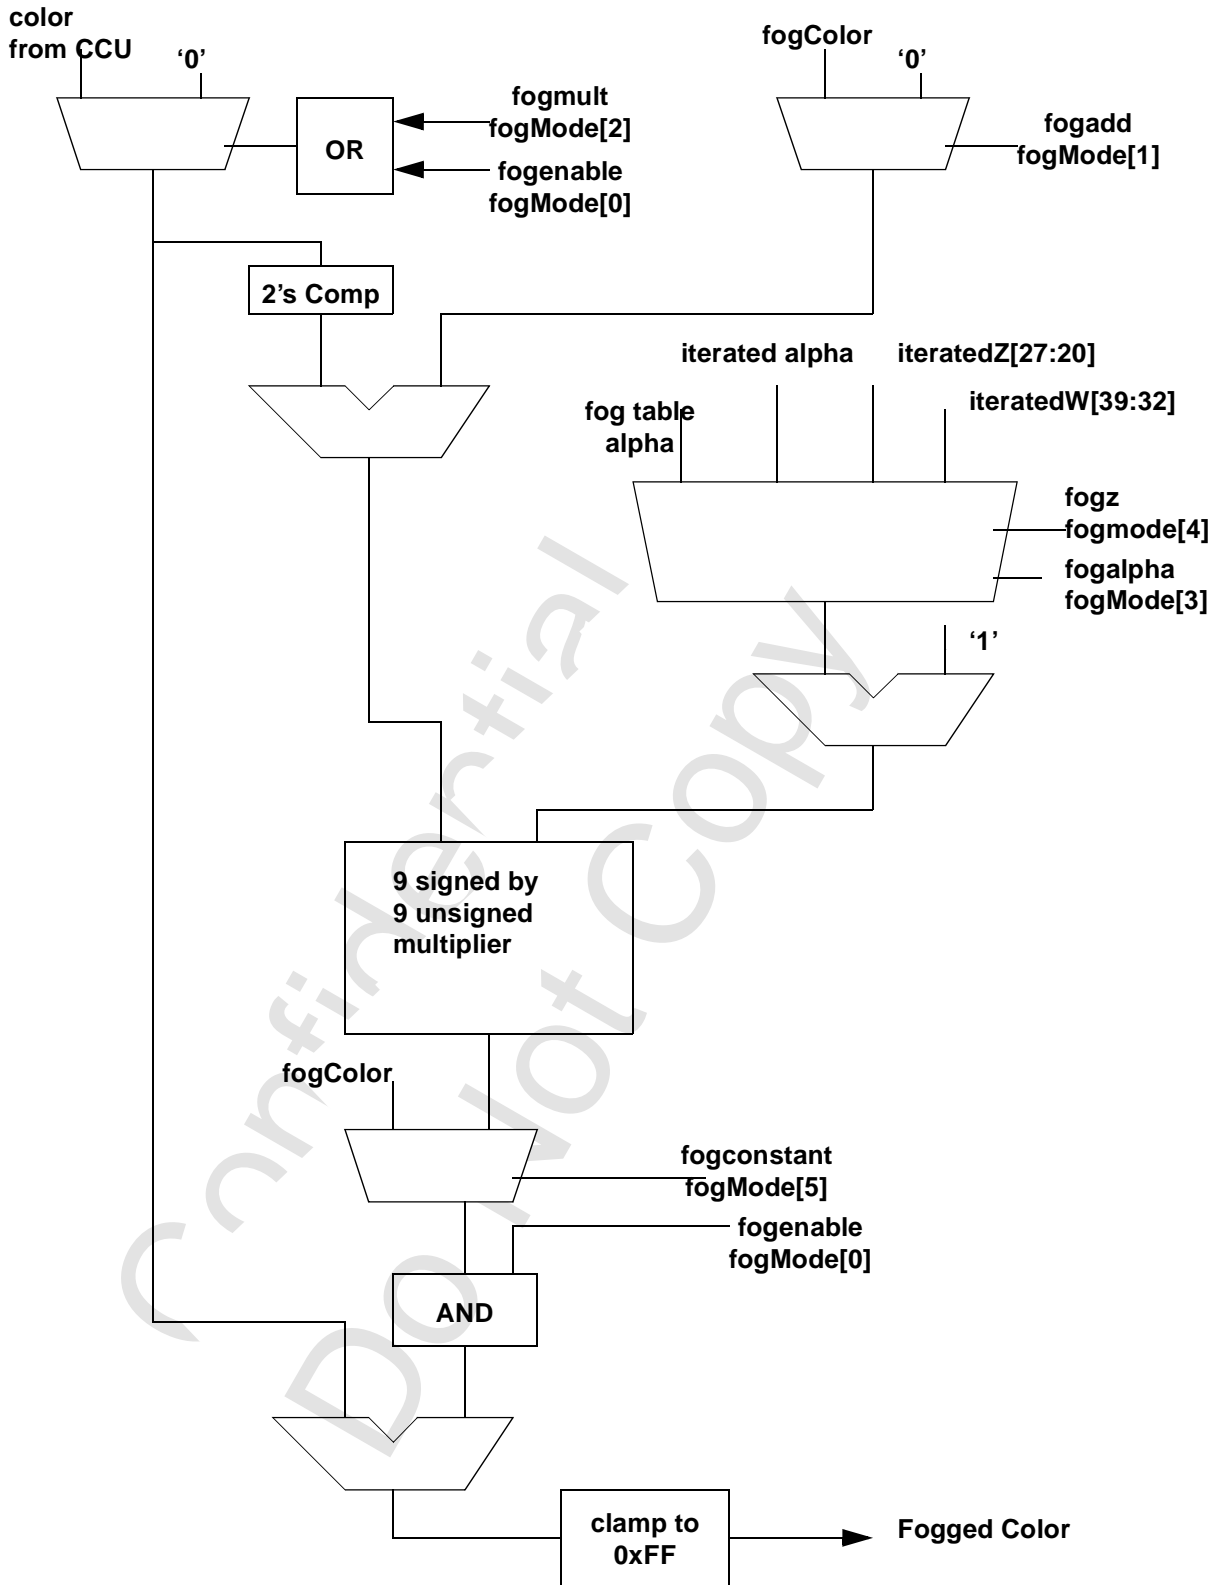 color
from CCU
‘0’
fogColor
‘0’
fogmult
fogMode[2]
OR
fogenable
fogMode[0]
fogadd
fogMode[1]
2’s Comp
iterated alpha
iteratedZ[27:20]
iteratedW[39:32]
fog table
alpha
fogz
fogmode[4]
fogalpha
fogMode[3]
‘1’
9 signed by
9 unsigned
multiplier
fogColor
fogconstant
fogMode[5]
fogenable
fogMode[0]
AND
clamp to
0xFF
Fogged Color
Confidential
Do Not Copy